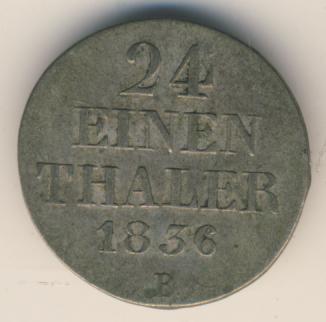 24
EINEN
THALER
1836
B